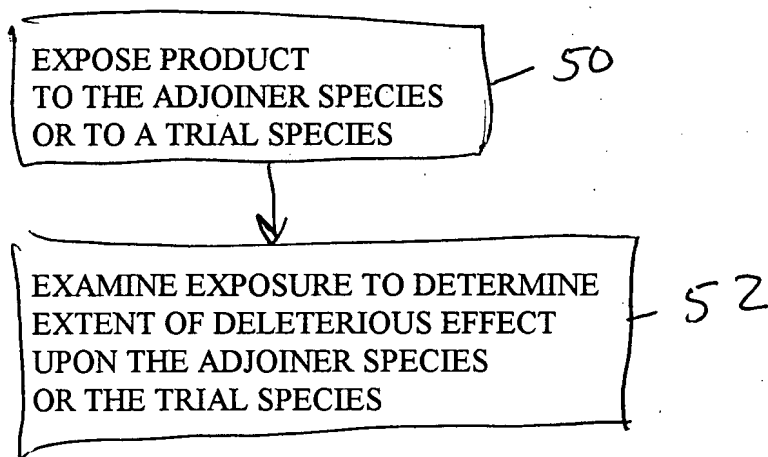 EXPOSE PRODUCT
TO THE ADJOINER SPECIES
OR TO A TRIAL SPECIES
50
EXAMINE EXPOSURE TO DETERMINE
EXTENT OF DELETERIOUS EFFECT
UPON THE ADJOINER SPECIES
OR THE TRIAL SPECIES
52